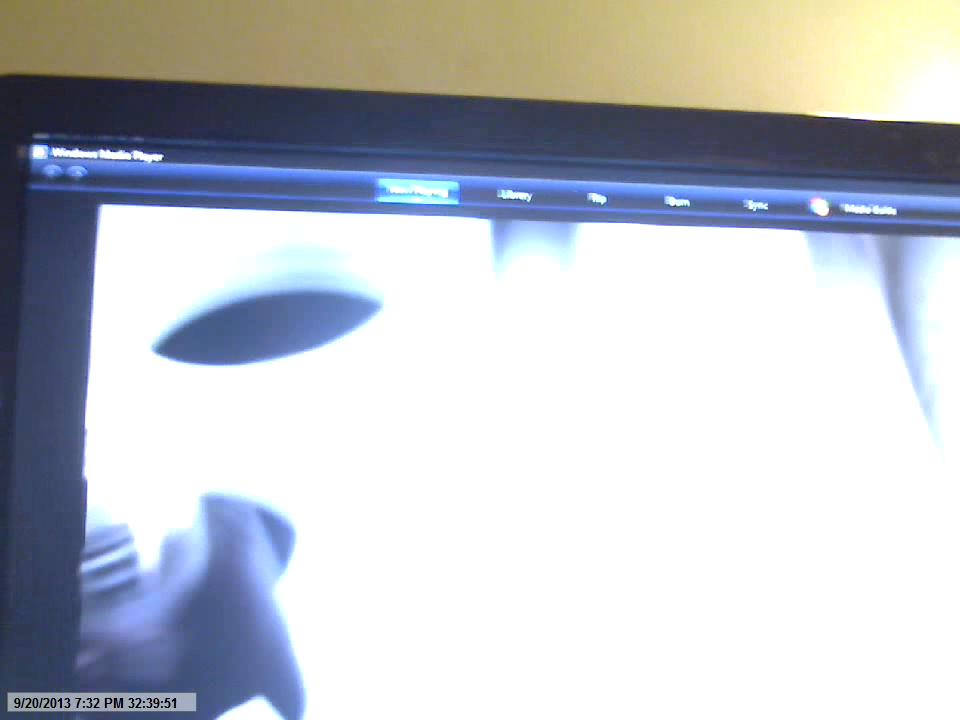 Windows Media Player
Now Playing Library Rip Burn Sync Media Guide
9/20/2013 7:32 PM 32:39:51